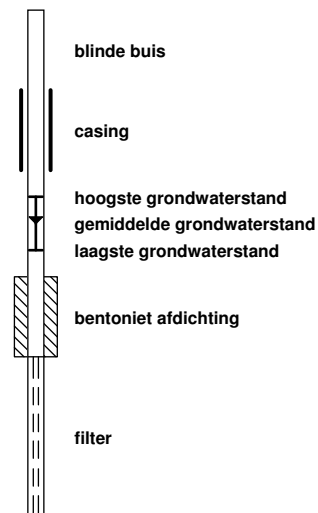 blinde buis
casing
hoogste grondwaterstand
gemiddelde grondwaterstand
laagste grondwaterstand
bentoniet afdichting
filter